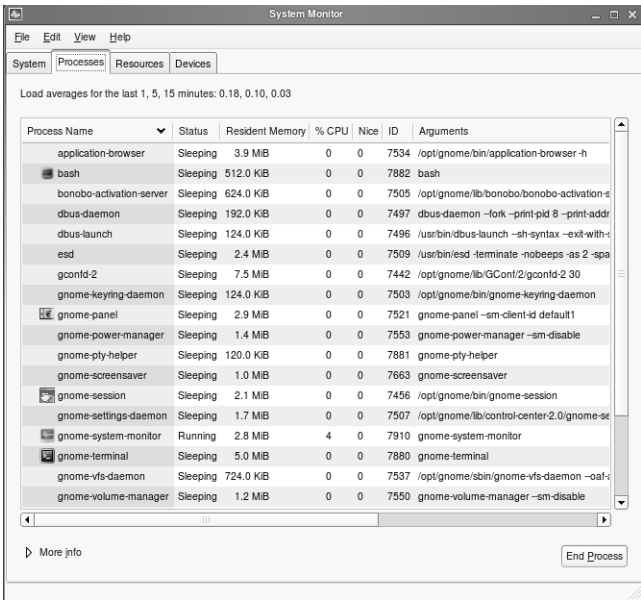 System Monitor
File Edit View Help
System Processes Resources Devices
Load averages for the last 1, 5, 15 minutes: 0.18, 0.10, 0.03
Process Name Status Resident Memory % CPU Nice ID Arguments
application-browser Sleeping 3.9 MiB 0 0 7534 /opt/gnome/bin/application-browser -h
bash Sleeping 512.0 KiB 0 0 7882 bash
bonobo-activation-server Sleeping 624.0 KiB 0 0 7505 /opt/gnome/lib/bonobo/bonobo-activation-s
dbus-daemon Sleeping 192.0 KiB 0 0 7497 dbus-daemon --fork --print-pid 8 --print-addr
dbus-launch Sleeping 124.0 KiB 0 0 7496 /usr/bin/dbus-launch --sh-syntax --exit-with-s
esd Sleeping 2.4 MiB 0 0 7509 /usr/bin/esd -terminate -nobeeps -as 2 -spa
gconfd-2 Sleeping 7.5 MiB 0 0 7442 /opt/gnome/lib/GConf/2/gconfd-2 30
gnome-keyring-daemon Sleeping 124.0 KiB 0 0 7503 /opt/gnome/bin/gnome-keyring-daemon
gnome-panel Sleeping 2.9 MiB 0 0 7521 gnome-panel --sm-client-id default1
gnome-power-manager Sleeping 1.4 MiB 0 0 7553 gnome-power-manager --sm-disable
gnome-pty-helper Sleeping 120.0 KiB 0 0 7881 gnome-pty-helper
gnome-screensaver Sleeping 1.0 MiB 0 0 7663 gnome-screensaver
gnome-session Sleeping 2.1 MiB 0 0 7456 /opt/gnome/bin/gnome-session
gnome-settings-daemon Sleeping 1.7 MiB 0 0 7507 /opt/gnome/lib/control-center-2.0/gnome-se
gnome-system-monitor Running 2.8 MiB 4 0 7910 gnome-system-monitor
gnome-terminal Sleeping 5.0 MiB 0 0 7880 gnome-terminal
gnome-vfs-daemon Sleeping 724.0 KiB 0 0 7537 /opt/gnome/sbin/gnome-vfs-daemon --oaf-a
gnome-volume-manager Sleeping 1.2 MiB 0 0 7550 gnome-volume-manager --sm-disable
More info
End Process